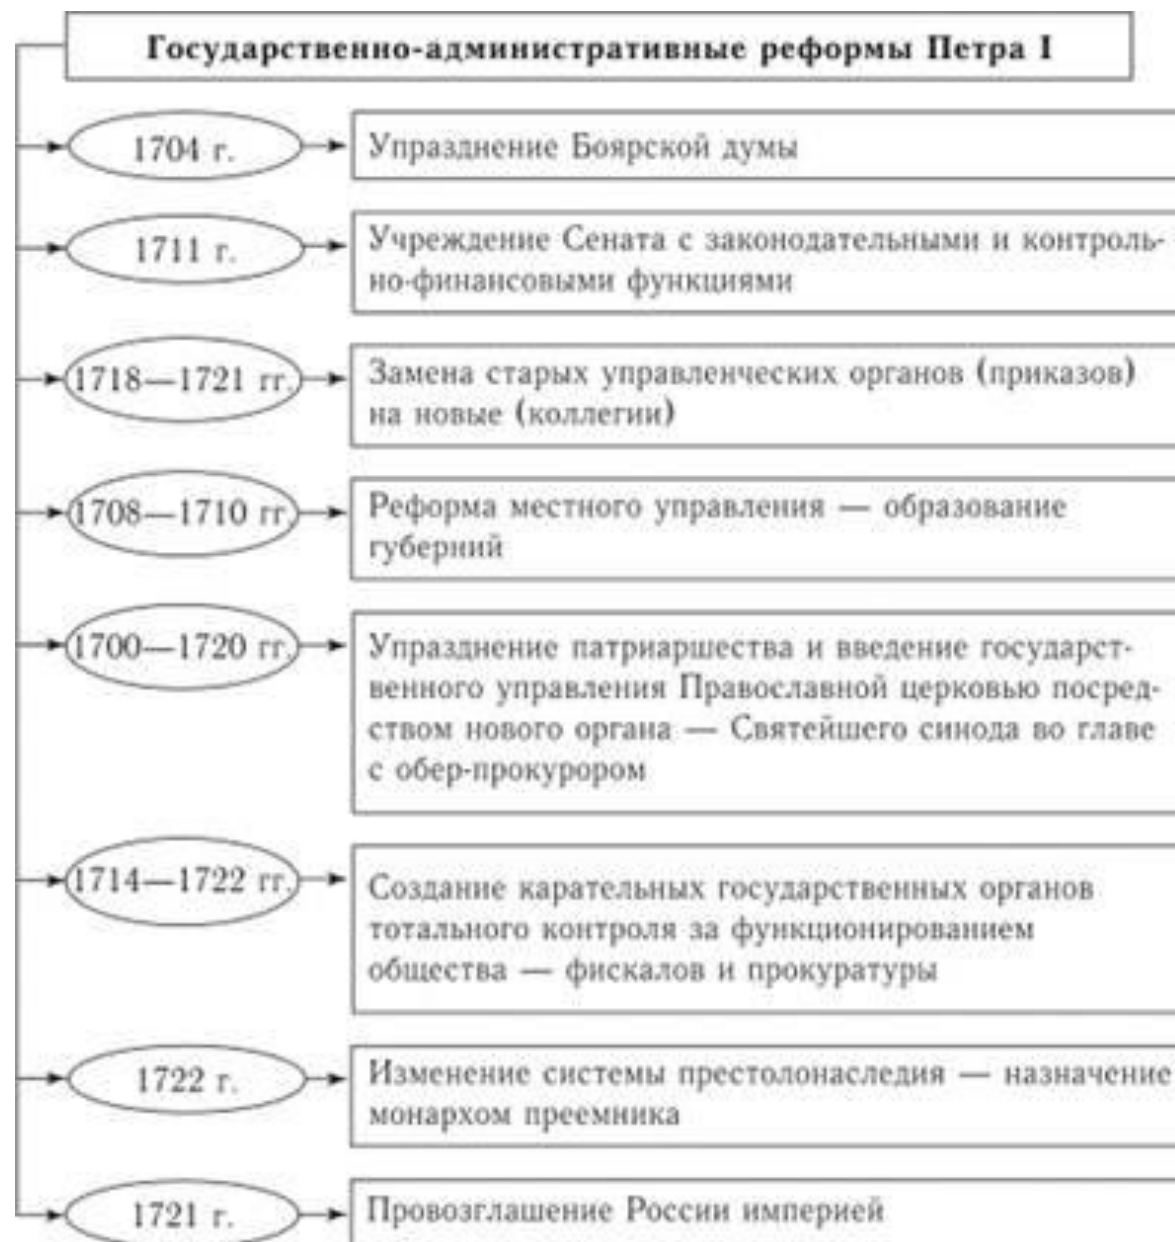 Государственно-административные реформы Петра I
1704 г.
Упразднение Боярской думы
1711 г.
Учреждение Сената с законодательными и контроль-
но-финансовыми функциями
1718—1721 гг.
Замена старых управленческих органов (приказов)
на новые (коллегии)
1708—1710 гг.
Реформа местного управления — образование
губерний
1700—1720 гг.
Упразднение патриаршества и введение государст-
венного управления Православной церковью посред-
ством нового органа — Святейшего синода во главе
с обер-прокурором
1714—1722 гг.
Создание карательных государственных органов
тотального контроля за функционированием
общества — фискалов и прокуратуры
1722 г.
Изменение системы престолонаследия — назначение
монархом преемника
1721 г.
Провозглашение России империей